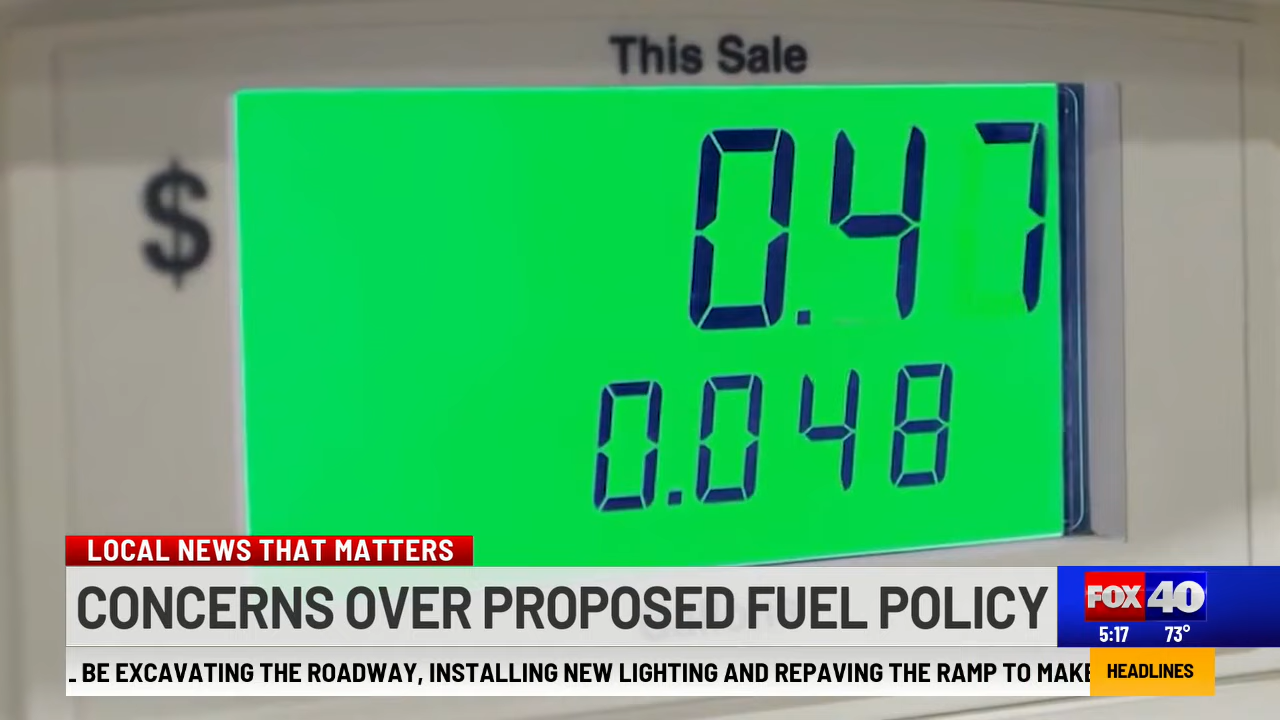 This Sale
$
0.47
0.048
LOCAL NEWS THAT MATTERS
CONCERNS OVER PROPOSED FUEL POLICY
FOX 40
5:17 73°
BE EXCAVATING THE ROADWAY, INSTALLING NEW LIGHTING AND REPAVING THE RAMP TO MAKE
HEADLINES